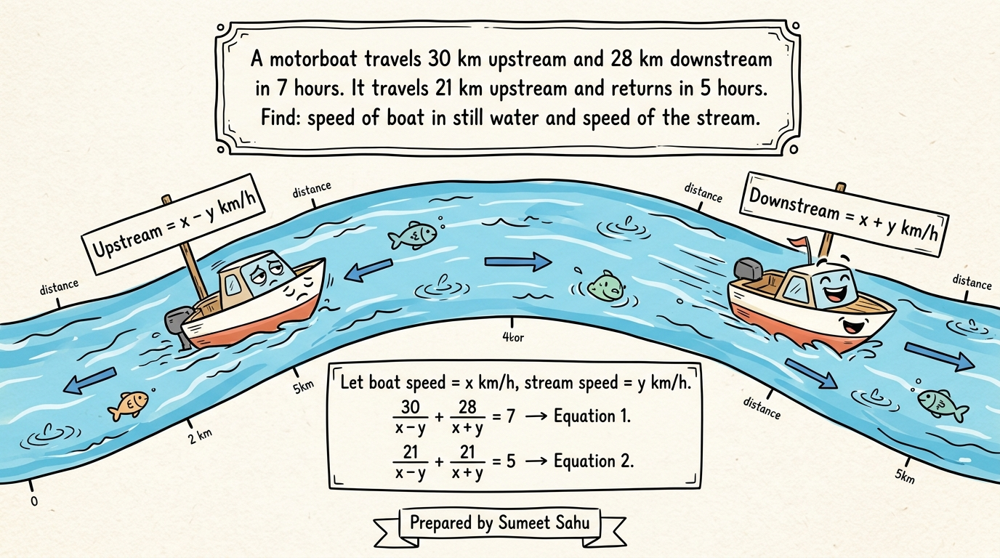 A motorboat travels 30 km upstream and 28 km downstream
in 7 hours. It travels 21 km upstream and returns in 5 hours.
Find: speed of boat in still water and speed of the stream.
Upstream = x – y km/h
distance
distance
Downstream = x + y km/h
distance
distance
4tor
5km
2 km
0
distance
5km
Let boat speed = x km/h, stream speed = y km/h.
30/(x – y) + 28/(x + y) = 7 → Equation 1.
21/(x – y) + 21/(x + y) = 5 → Equation 2.
Prepared by Sumeet Sahu